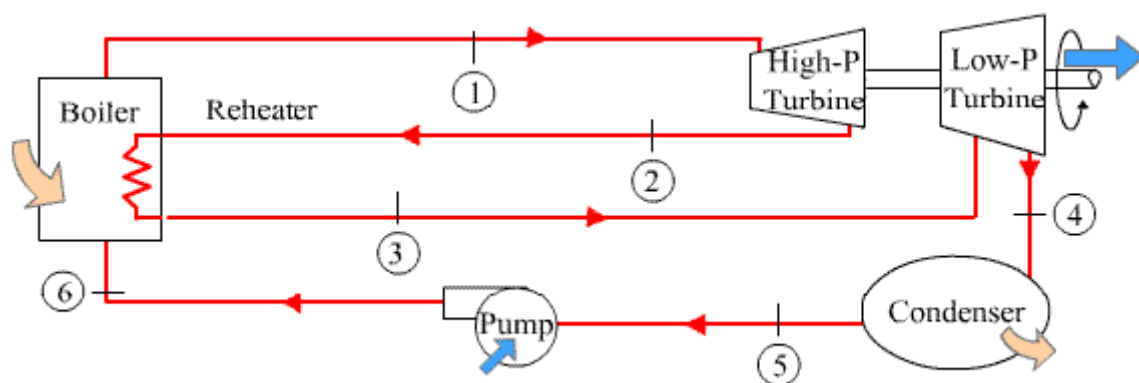 High-P
Turbine
Low-P
Turbine
1
Boiler
Reheater
2
3
4
6
Pump
Condenser
5